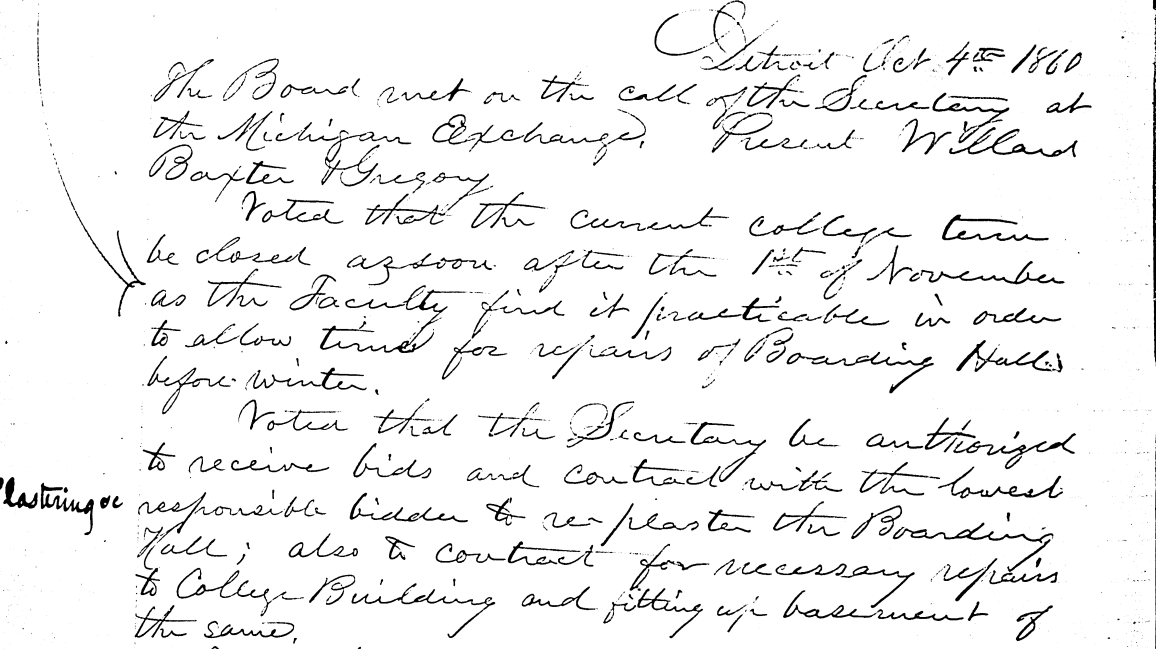 Detroit Oct 4th 1860
The Board met on the call of the Secretary at
the Michigan Exchange. Present Willard
Baxter & Gregory
Voted that the current college term
be closed as soon after the 1st of November
as the Faculty find it practicable in order
to allow time for repairs of Boarding Hall
before winter.
Voted that the Secretary be authorized
to receive bids and contract with the lowest
Plastering &c
responsible bidder to re-plaster the Boarding
Hall; also to contract for necessary repairs
to College Building and fitting up basement of
the same.